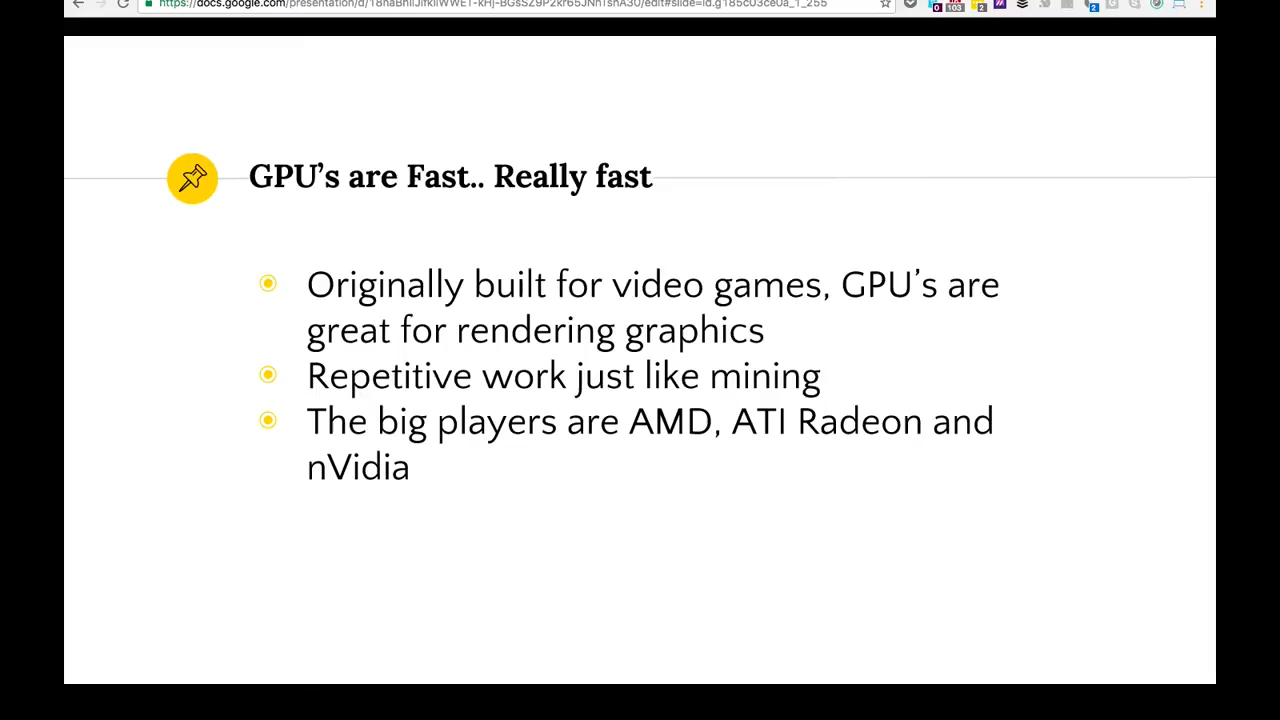 GPU’s are Fast.. Really fast
Originally built for video games, GPU’s are
great for rendering graphics
Repetitive work just like mining
The big players are AMD, ATI Radeon and
nVidia